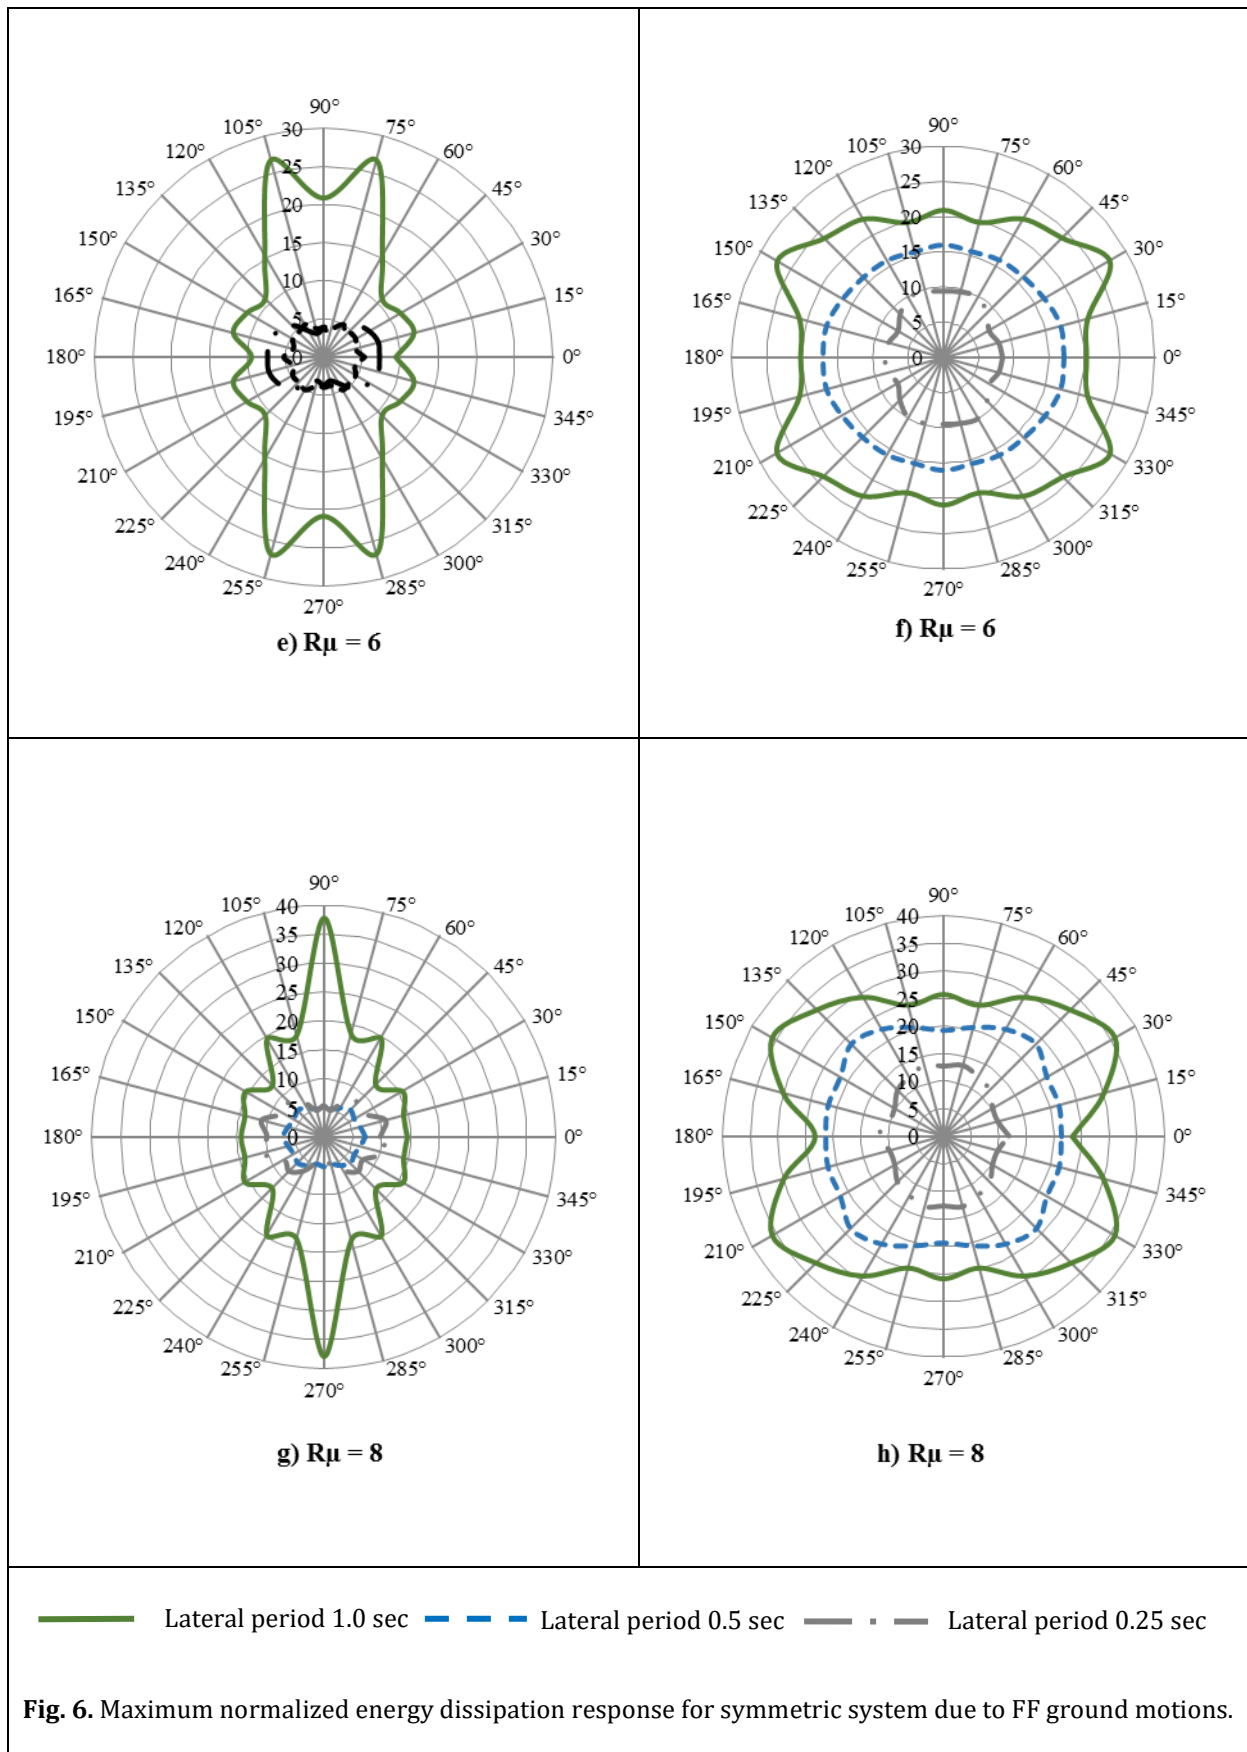 90°
105° 30 75°
120° 25 60°
135° 20 45°
150° 15 30°
165° 10 15°
5
180° 0 0°
195° 345°
210° 330°
225° 315°
240° 300°
255° 285°
270°
e) Rμ = 6
90°
105° 30 75°
120° 25 60°
135° 20 45°
150° 15 30°
165° 10 15°
5
180° 0 0°
195° 345°
210° 330°
225° 315°
240° 300°
255° 285°
270°
f) Rμ = 6
90°
105° 40 75°
120° 35 60°
135° 30 45°
25
150° 20 30°
165° 15 15°
10
5
180° 0 0°
195° 345°
210° 330°
225° 315°
240° 300°
255° 285°
270°
g) Rμ = 8
90°
105° 40 75°
120° 35 60°
135° 30 45°
25
150° 20 30°
165° 15 15°
10
5
180° 0 0°
195° 345°
210° 330°
225° 315°
240° 300°
255° 285°
270°
h) Rμ = 8
Lateral period 1.0 sec Lateral period 0.5 sec Lateral period 0.25 sec
Fig. 6. Maximum normalized energy dissipation response for symmetric system due to FF ground motions.